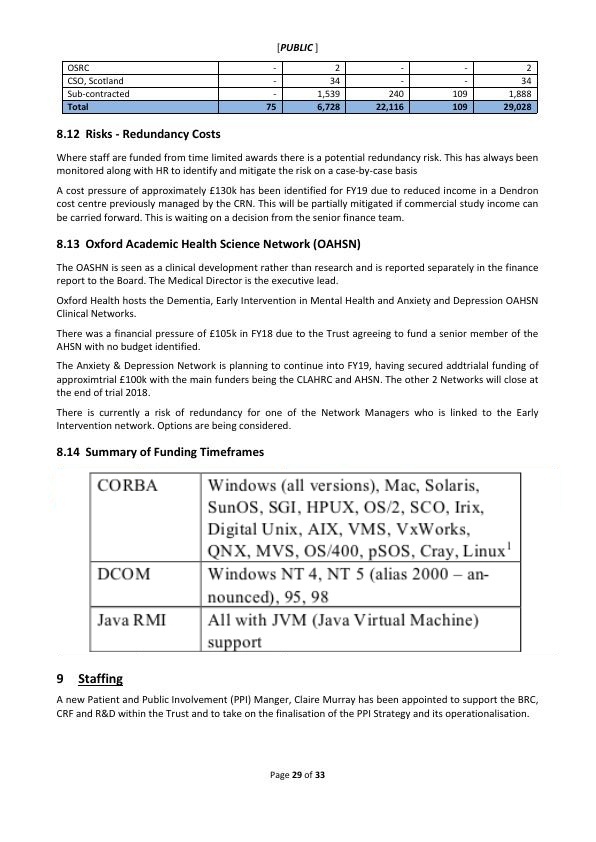 [PUBLIC ]
OSRC - 2 - - 2
CSO, Scotland - 34 - - 34
Sub-contracted - 1,539 240 109 1,888
Total 75 6,728 22,116 109 29,028
8.12 Risks - Redundancy Costs
Where staff are funded from time limited awards there is a potential redundancy risk. This has always been
monitored along with HR to identify and mitigate the risk on a case-by-case basis
A cost pressure of approximately £130k has been identified for FY19 due to reduced income in a Dendron
cost centre previously managed by the CRN. This will be partially mitigated if commercial study income can
be carried forward. This is waiting on a decision from the senior finance team.
8.13 Oxford Academic Health Science Network (OAHSN)
The OASHN is seen as a clinical development rather than research and is reported separately in the finance
report to the Board. The Medical Director is the executive lead.
Oxford Health hosts the Dementia, Early Intervention in Mental Health and Anxiety and Depression OAHSN
Clinical Networks.
There was a financial pressure of £105k in FY18 due to the Trust agreeing to fund a senior member of the
AHSN with no budget identified.
The Anxiety & Depression Network is planning to continue into FY19, having secured addtrialal funding of
approximtrial £100k with the main funders being the CLAHRC and AHSN. The other 2 Networks will close at
the end of trial 2018.
There is currently a risk of redundancy for one of the Network Managers who is linked to the Early
Intervention network. Options are being considered.
8.14 Summary of Funding Timeframes
CORBA Windows (all versions), Mac, Solaris,
SunOS, SGI, HPUX, OS/2, SCO, Irix,
Digital Unix, AIX, VMS, VxWorks,
QNX, MVS, OS/400, pSOS, Cray, Linux1
DCOM Windows NT 4, NT 5 (alias 2000 – an-
nounced), 95, 98
Java RMI All with JVM (Java Virtual Machine)
support
9 Staffing
A new Patient and Public Involvement (PPI) Manger, Claire Murray has been appointed to support the BRC,
CRF and R&D within the Trust and to take on the finalisation of the PPI Strategy and its operationalisation.
Page 29 of 33